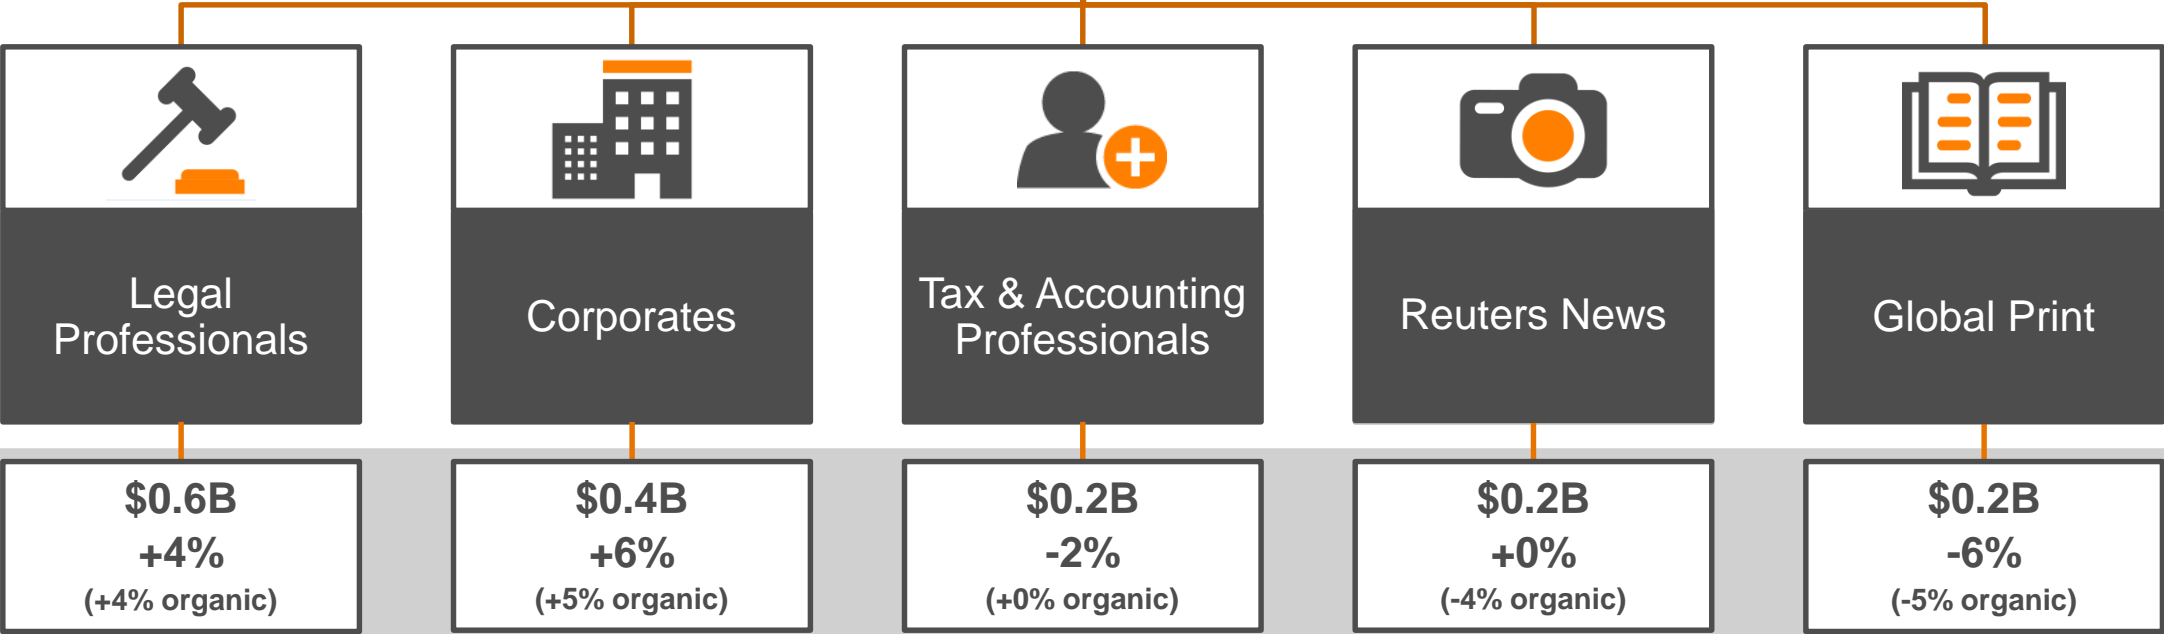 Legal
Professionals
Corporates
Tax & Accounting
Professionals
Reuters News
Global Print
$0.6B
+4%
(+4% organic)
$0.4B
+6%
(+5% organic)
$0.2B
-2%
(+0% organic)
$0.2B
+0%
(-4% organic)
$0.2B
-6%
(-5% organic)